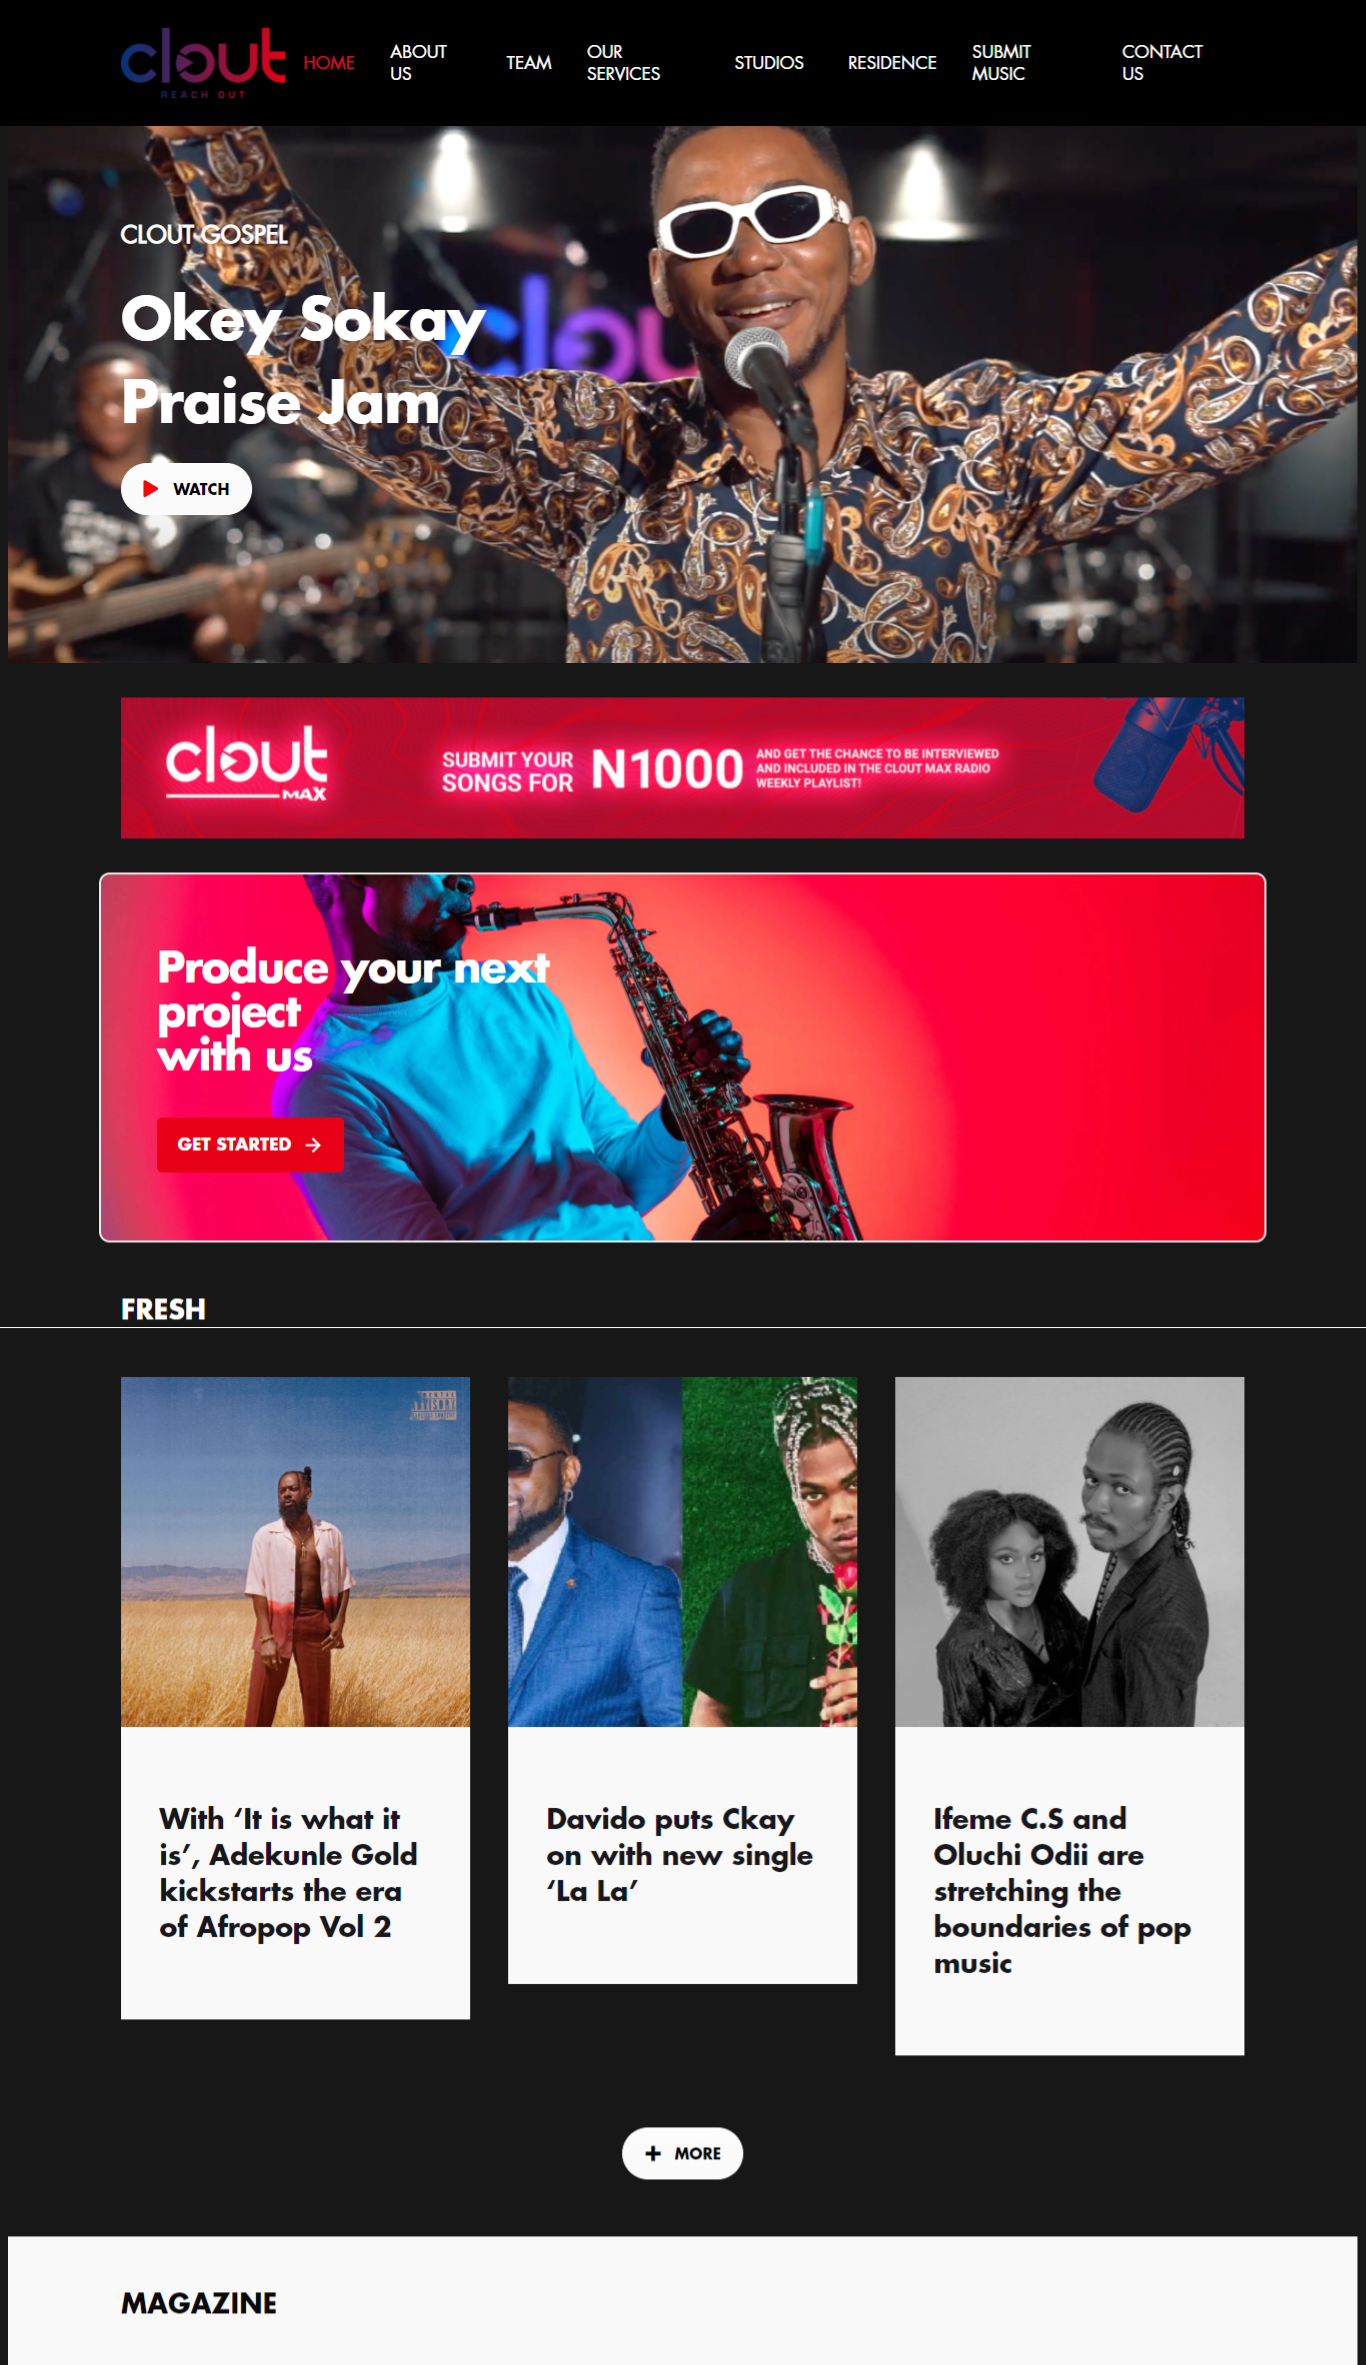 clout
REACH OUT
HOME
ABOUT
US
TEAM
OUR
SERVICES
STUDIOS
RESIDENCE
SUBMIT
MUSIC
CONTACT
US
CLOUT GOSPEL
Okey Sokay
Praise Jam
WATCH
clou
clout
MAX
SUBMIT YOUR
SONGS FOR
N1000
AND GET THE CHANCE TO BE INTERVIEWED
AND INCLUDED IN THE CLOUT MAX RADIO
WEEKLY PLAYLIST!
Produce your next
project
with us
GET STARTED
FRESH
With ‘It is what it
is’, Adekunle Gold
kickstarts the era
of Afropop Vol 2
Davido puts Ckay
on with new single
‘La La’
Ifeme C.S and
Oluchi Odii are
stretching the
boundaries of pop
music
MORE
MAGAZINE